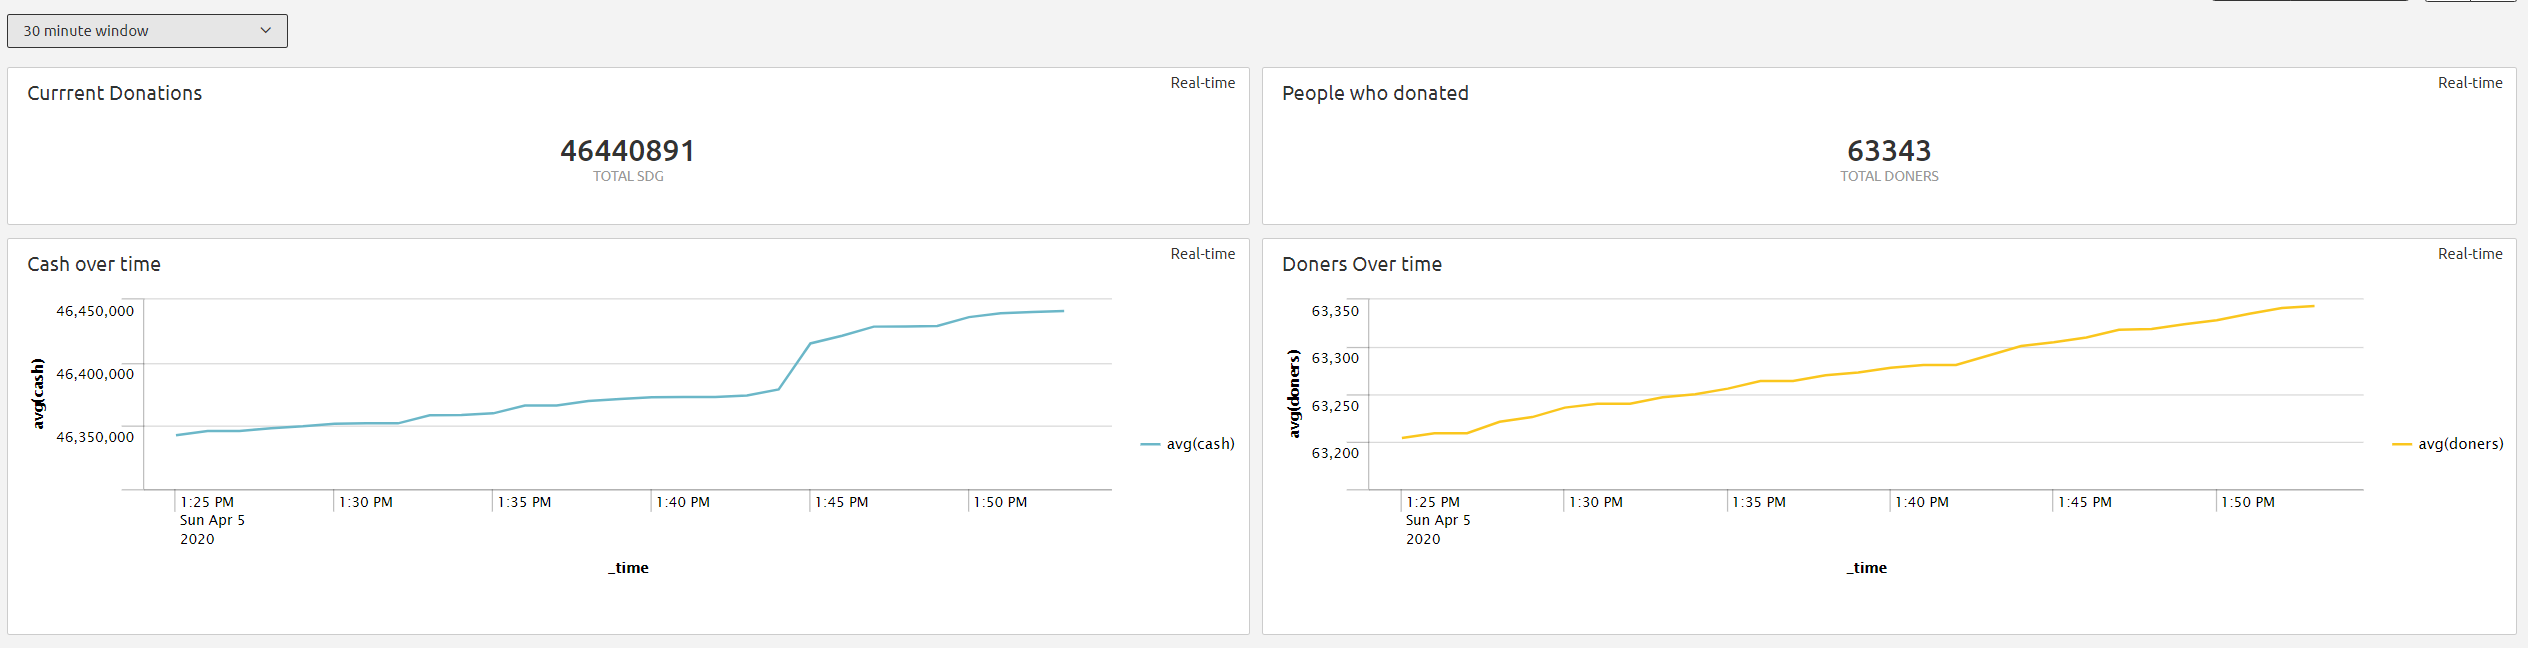 30 minute window
Currrent Donations
Real-time
46440891
TOTAL SDG
People who donated
Real-time
63343
TOTAL DONERS
Cash over time
Real-time
avg(cash)
46,450,000
46,400,000
46,350,000
1:25 PM 1:30 PM 1:35 PM 1:40 PM 1:45 PM 1:50 PM
Sun Apr 5
2020
_time
avg(cash)
Doners Over time
Real-time
avg(doners)
63,350
63,300
63,250
63,200
1:25 PM 1:30 PM 1:35 PM 1:40 PM 1:45 PM 1:50 PM
Sun Apr 5
2020
_time
avg(doners)